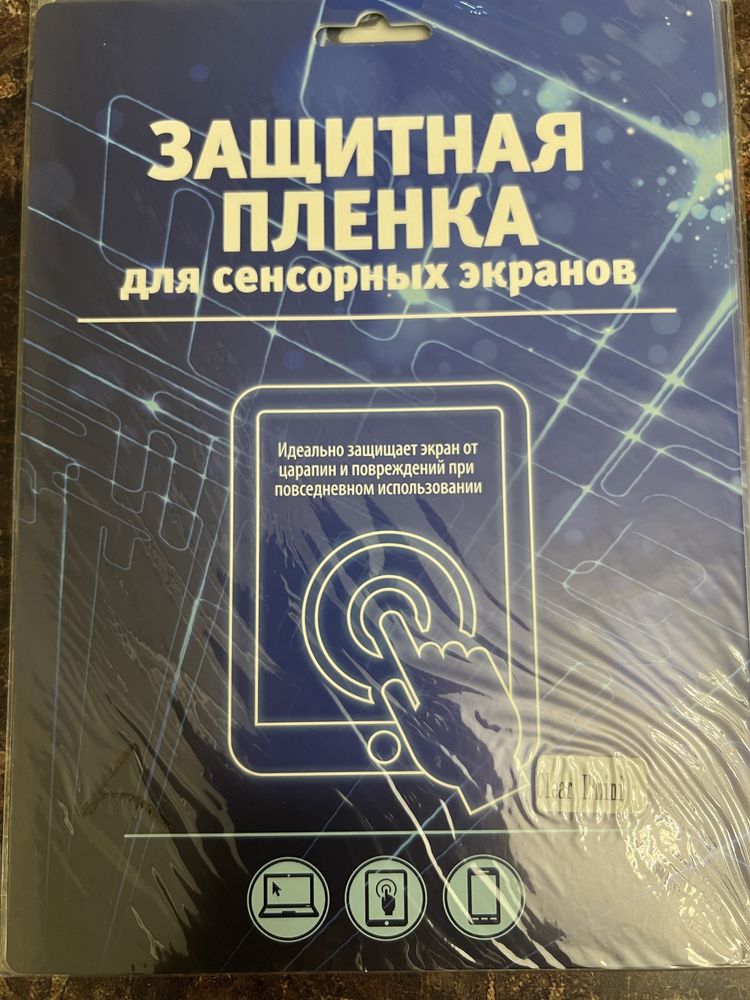 ЗАЩИТНАЯ
ПЛЕНКА
для сенсорных экранов
Идеально защищает экран от
царапин и повреждений при
повседневном использовании
Clear